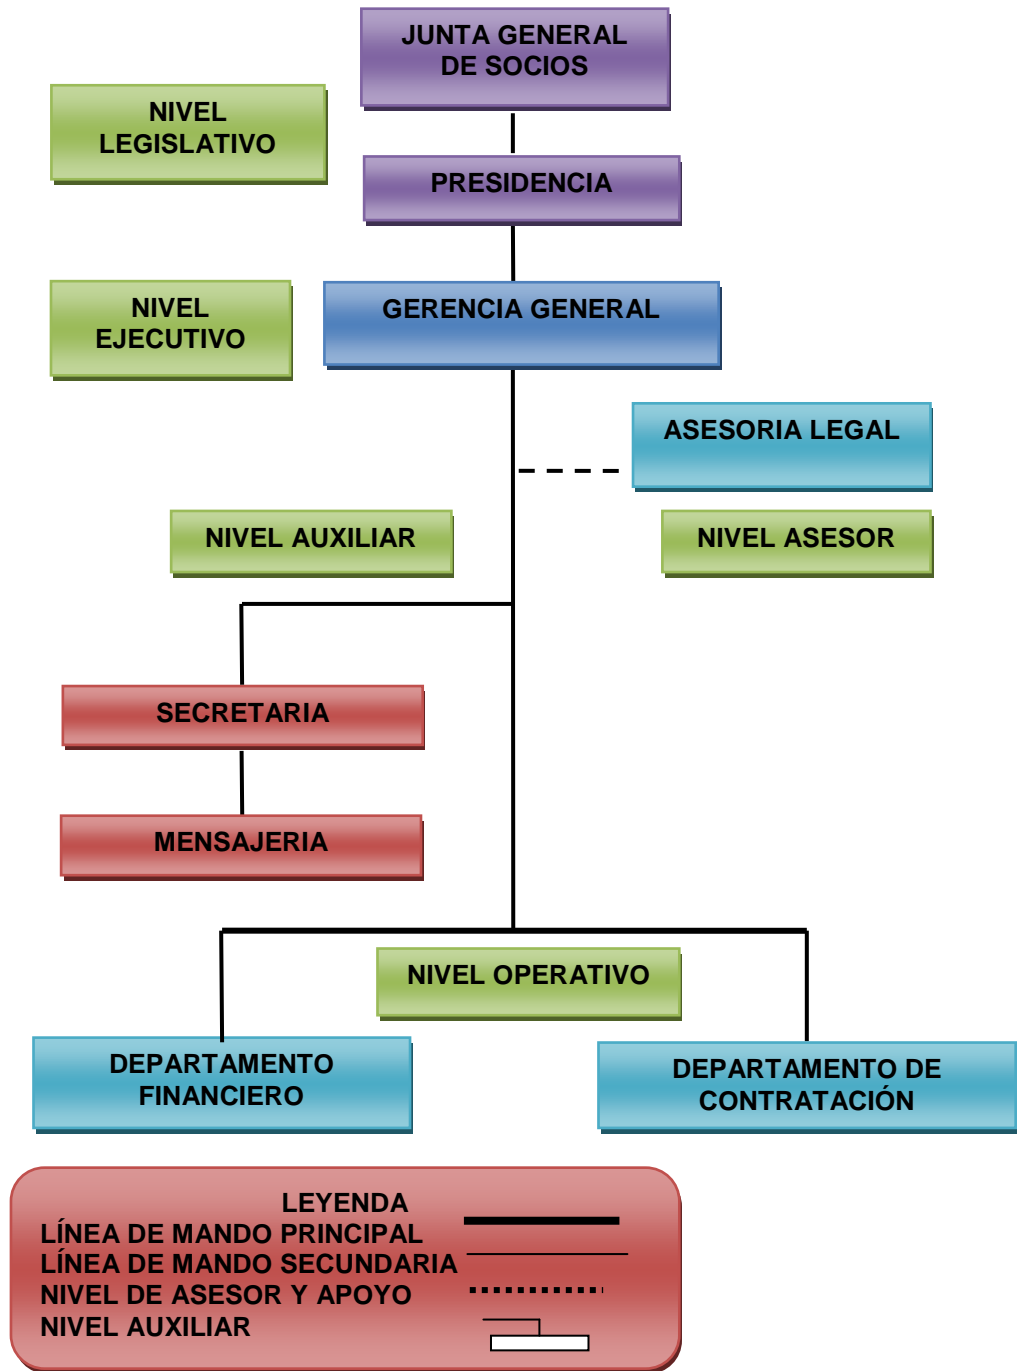 JUNTA GENERAL
DE SOCIOS
NIVEL
LEGISLATIVO
PRESIDENCIA
NIVEL
EJECUTIVO
GERENCIA GENERAL
ASESORIA LEGAL
NIVEL AUXILIAR
NIVEL ASESOR
SECRETARIA
MENSAJERIA
NIVEL OPERATIVO
DEPARTAMENTO
FINANCIERO
DEPARTAMENTO DE
CONTRATACIÓN
LEYENDA
LÍNEA DE MANDO PRINCIPAL
LÍNEA DE MANDO SECUNDARIA
NIVEL DE ASESOR Y APOYO
NIVEL AUXILIAR